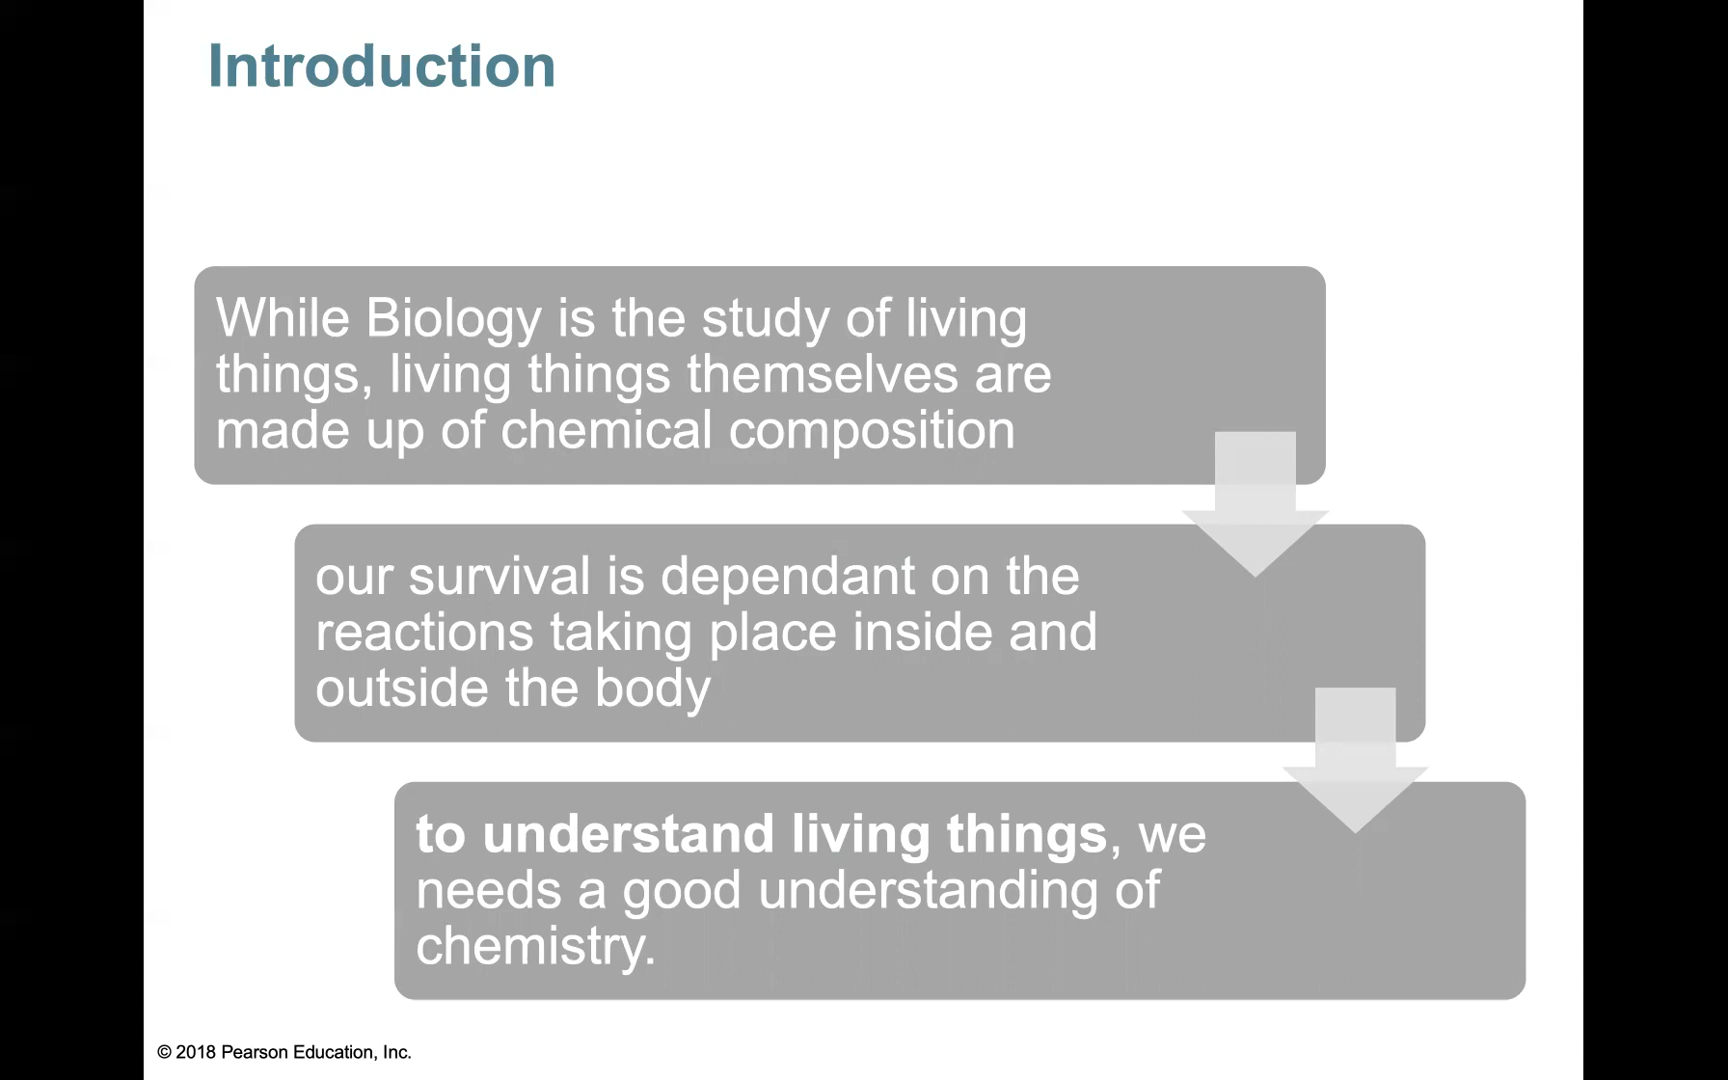 Introduction
While Biology is the study of living
things, living things themselves are
made up of chemical composition
our survival is dependant on the
reactions taking place inside and
outside the body
to understand living things, we
needs a good understanding of
chemistry.
© 2018 Pearson Education, Inc.